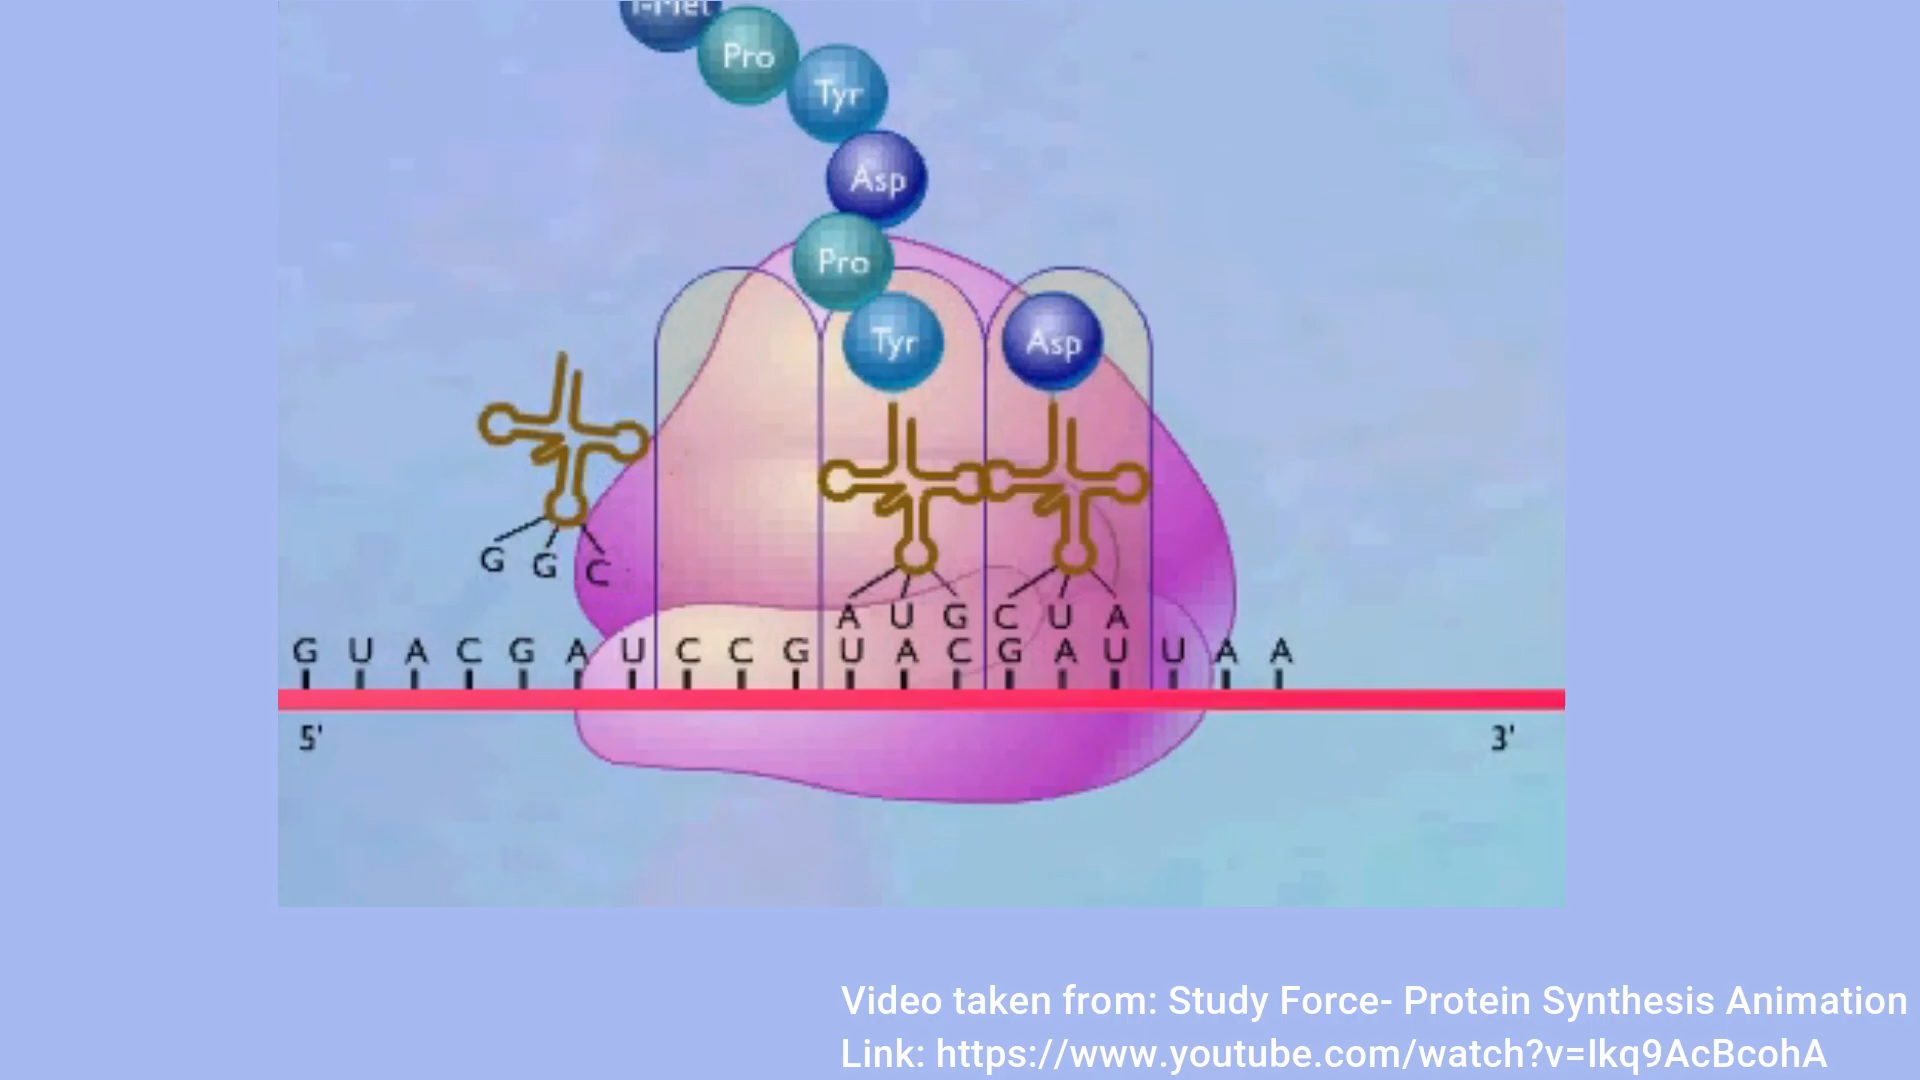 f-Met
Pro
Tyr
Asp
Pro
Tyr
Asp
G G C
A U G C U A
G U A C G A U C C G U A C G A U U A A
5' 3'
Video taken from: Study Force- Protein Synthesis Animation
Link: https://www.youtube.com/watch?v=Ikq9AcBcohA